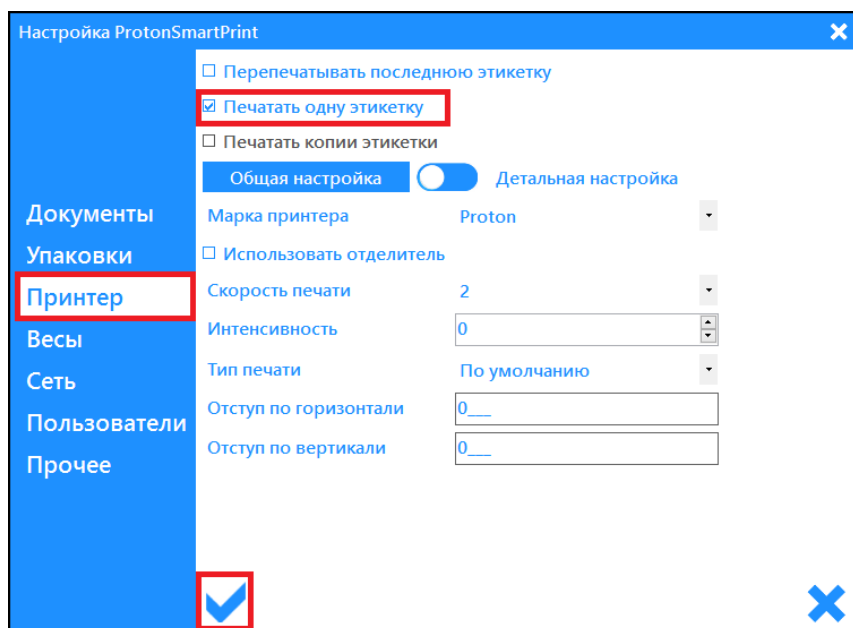 Настройка ProtonSmartPrint
Перепечатывать последнюю этикетку
Печатать одну этикетку
Печатать копии этикетки
Общая настройка Детальная настройка
Документы
Упаковки
Принтер
Весы
Сеть
Пользователи
Прочее
Марка принтера Proton
Использовать отделитель
Скорость печати 2
Интенсивность 0
Тип печати По умолчанию
Отступ по горизонтали 0___
Отступ по вертикали 0___